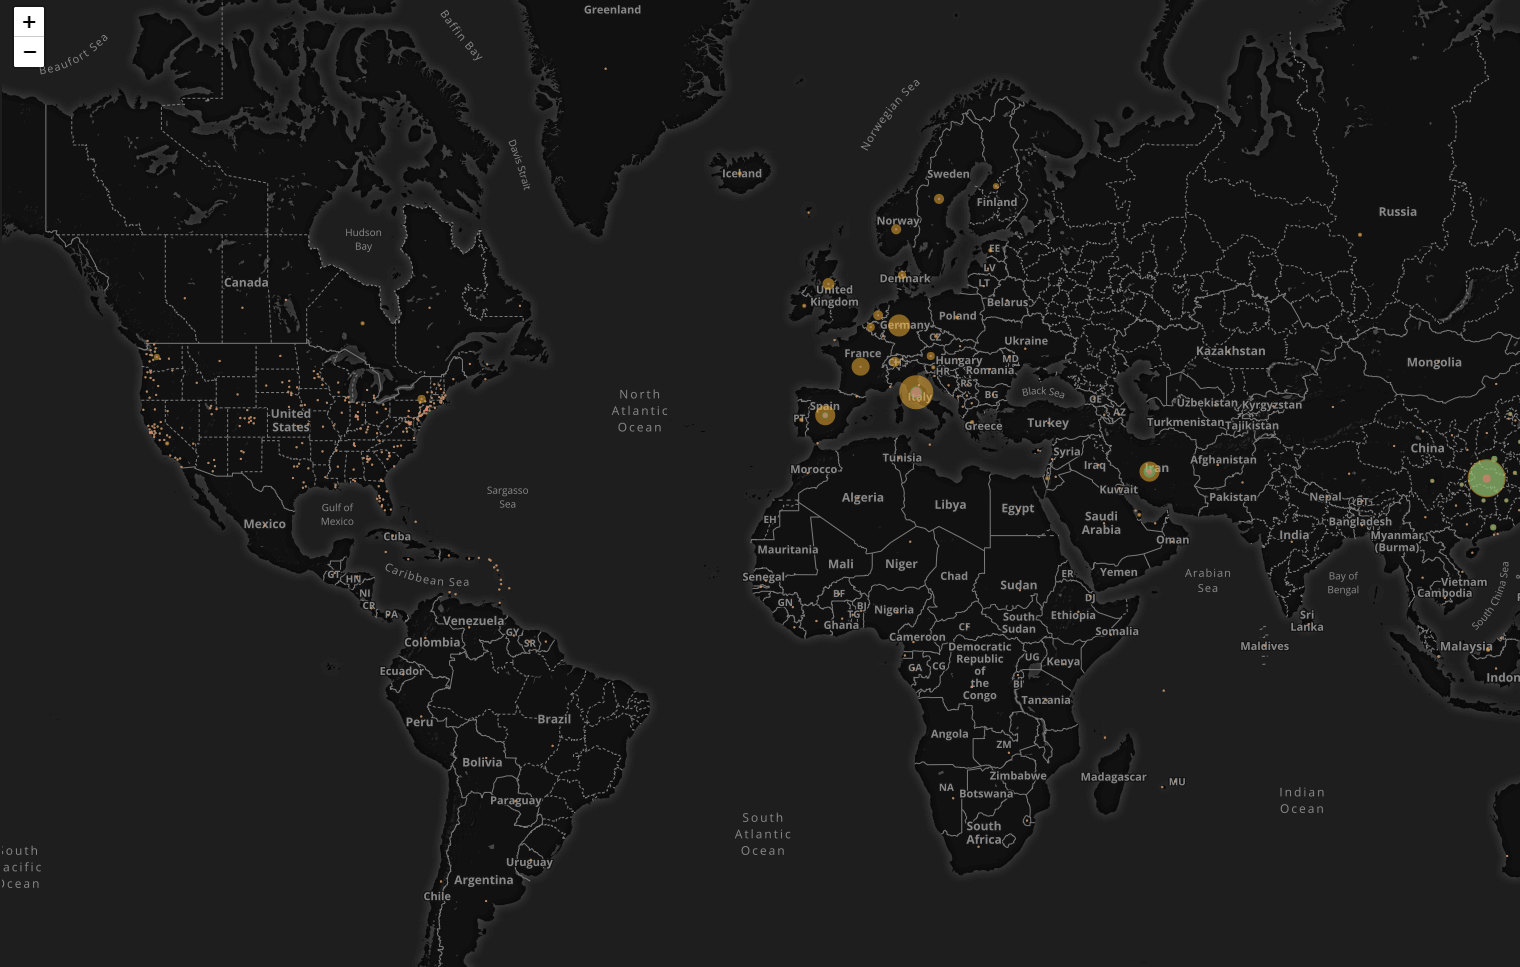 +
−
Greenland
Beaufort Sea
Baffin Bay
Davis Strait
Norwegian Sea
Iceland
Sweden
Finland
Norway
Russia
Hudson
Bay
Canada
EE
LV
LT
Denmark
United
Kingdom
Belarus
Poland
Germany
CZ
Ukraine
France
CH
Hungary
MD
HR
Romania
RS
Kazakhstan
Mongolia
Black Sea
BG
Italy
Spain
PT
GE
AZ
Uzbekistan
Kyrgyzstan
Turkmenistan
Tajikistan
United
States
North
Atlantic
Ocean
Greece
Turkey
China
Tunisia
Syria
Iraq
Iran
Afghanistan
Morocco
Kuwait
Pakistan
Nepal
BT
Sargasso
Sea
Gulf of
Mexico
Mexico
Cuba
Algeria
Libya
Egypt
Saudi
Arabia
Bangladesh
EH
Oman
India
Myanmar
(Burma)
Mauritania
Mali
Niger
Chad
Sudan
ER
Yemen
Arabian
Sea
Bay of
Bengal
Vietnam
Cambodia
South China Sea
Caribbean Sea
GT
HN
NI
CR
PA
Senegal
GN
BF
BJ
TG
Ghana
Nigeria
DJ
Ethiopia
South
Sudan
CF
Cameroon
Somalia
Sri
Lanka
Maldives
Malaysia
Venezuela
GY
SR
Colombia
Ecuador
Democratic
Republic
of
the
Congo
GA
CG
UG
Kenya
BI
Tanzania
Indon
Peru
Brazil
Angola
ZM
Bolivia
Zimbabwe
Madagascar
MU
NA
Botswana
Paraguay
Indian
Ocean
South
Atlantic
Ocean
South
Africa
Uruguay
Argentina
Chile
outh
acific
cean